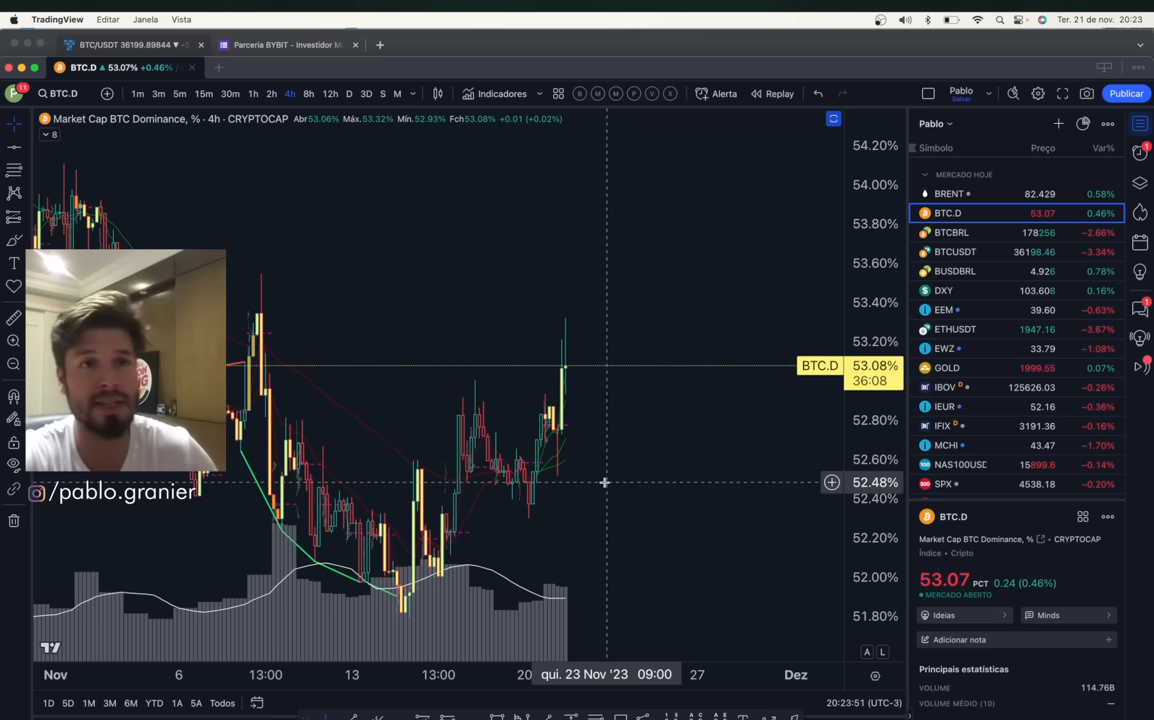 TradingView Editar Janela Vista
Ter. 21 de nov. 20:23
BTC/USDT 36199.89844 ▼
Parceria BYBIT - Investidor M
BTC.D ▲ 53.07% +0.46%
P 11 BTC.D 1m 3m 5m 15m 30m 1h 2h 4h 8h 12h D 3D S M
Indicadores
B M M P V X
Alerta Replay
Pablo
Salvar
Publicar
Market Cap BTC Dominance, % · 4h · CRYPTOCAP Abr53.06% Máx.53.32% Mín.52.93% Fch53.08% +0.01 (+0.02%)
8
54.20%
54.00%
53.80%
53.60%
53.40%
53.20%
BTC.D 53.08%
36:08
52.80%
52.60%
52.48%
52.40%
52.20%
52.00%
51.80%
/pablo.granier
A L
Nov 6 13:00 13 13:00 20 qui. 23 Nov '23 09:00 27 Dez
1D 5D 1M 3M 6M YTD 1A 5A Todos
20:23:51 (UTC-3)
Pablo
Símbolo Preço Var%
MERCADO HOJE
BRENT 82.429 0.58%
BTC.D 53.07 0.46%
BTCBRL 178256 −2.66%
BTCUSDT 36198.46 −3.34%
BUSDBRL 4.926 0.78%
DXY 103.608 0.16%
EEM 39.60 −0.63%
ETHUSDT 1947.16 −3.67%
EWZ 33.79 −1.08%
GOLD 1999.55 0.07%
IBOV D 125626.03 −0.26%
IEUR 52.16 −0.36%
IFIX D 3191.36 −0.16%
MCHI 43.47 −1.70%
NAS100USD 15899.6 −0.14%
SPX 4538.18 −0.20%
BTC.D
Market Cap BTC Dominance, % · CRYPTOCAP
Índice · Cripto
53.07 PCT 0.24 (0.46%)
MERCADO ABERTO
Ideias Minds
Adicionar nota
Principais estatísticas
VOLUME 114.76B
VOLUME MÉDIO (10) —